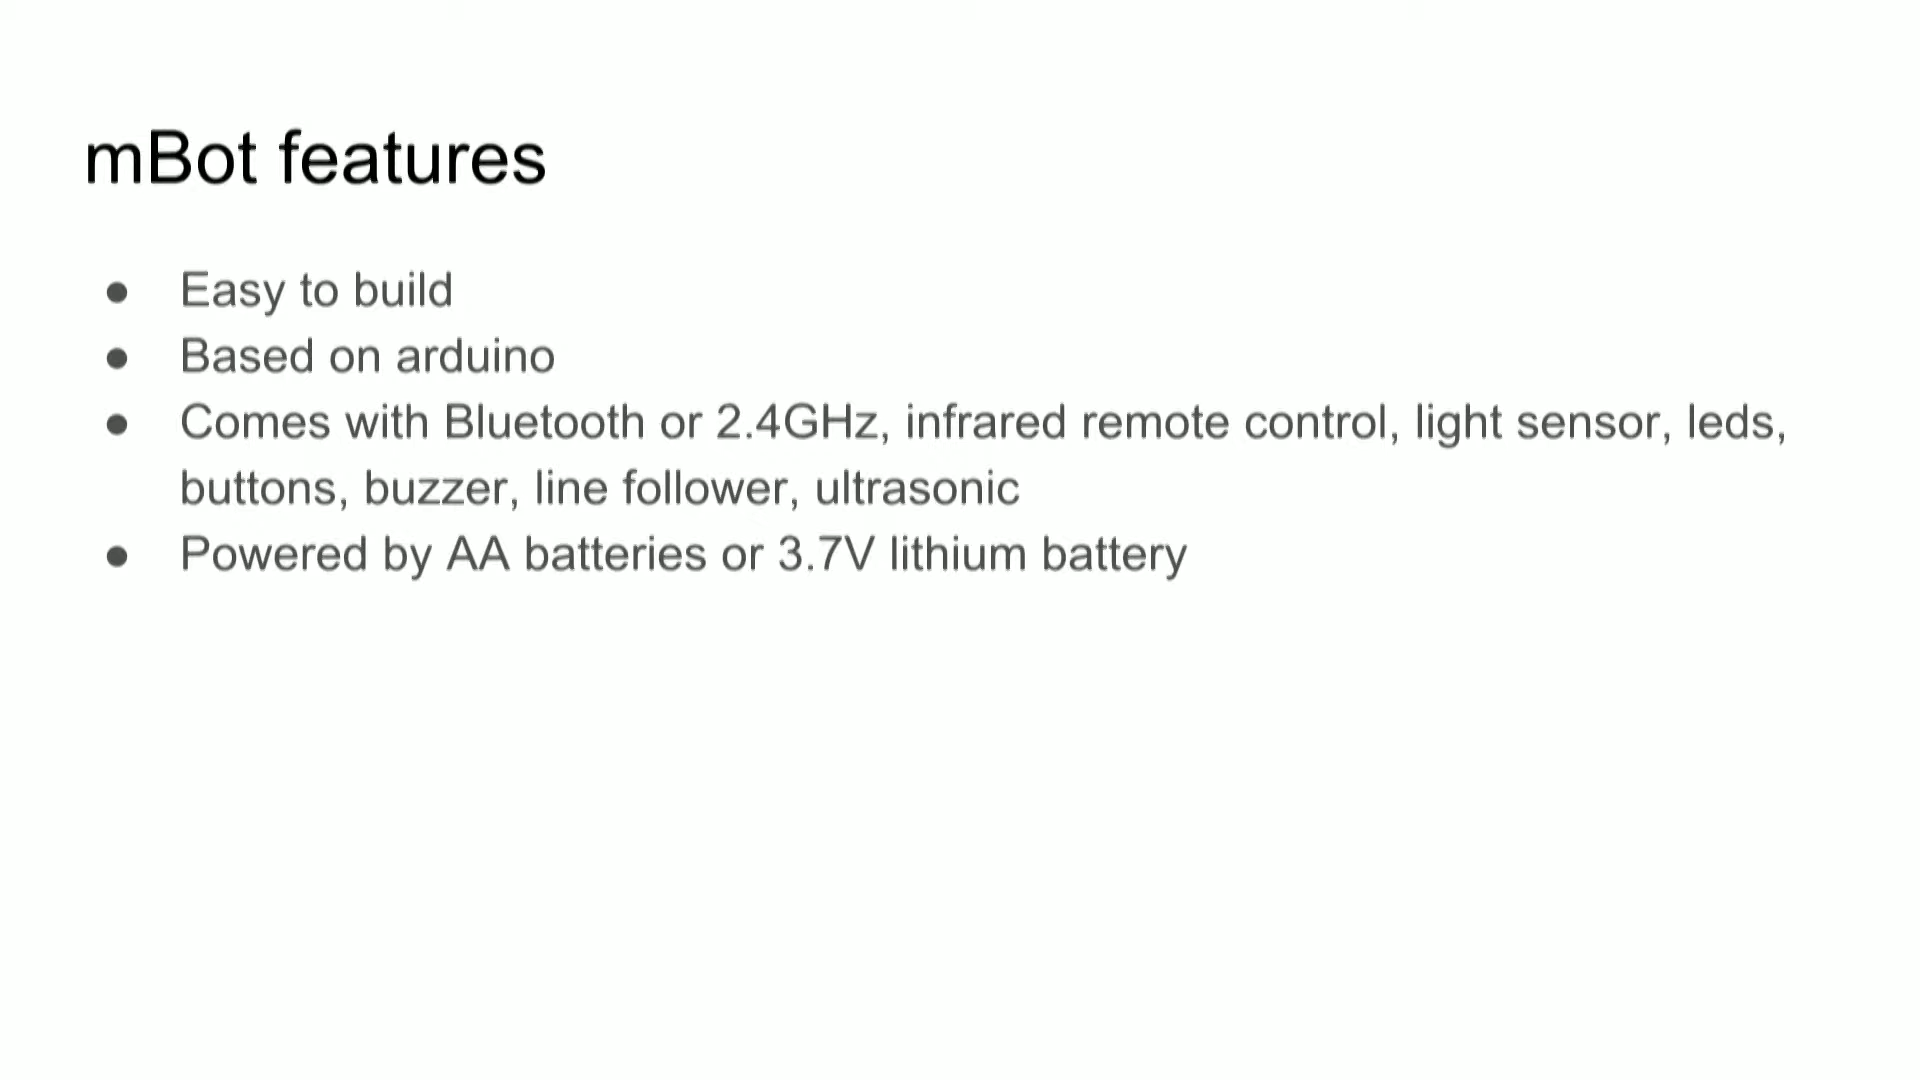 mBot features
● Easy to build
● Based on arduino
● Comes with Bluetooth or 2.4GHz, infrared remote control, light sensor, leds,
buttons, buzzer, line follower, ultrasonic
● Powered by AA batteries or 3.7V lithium battery